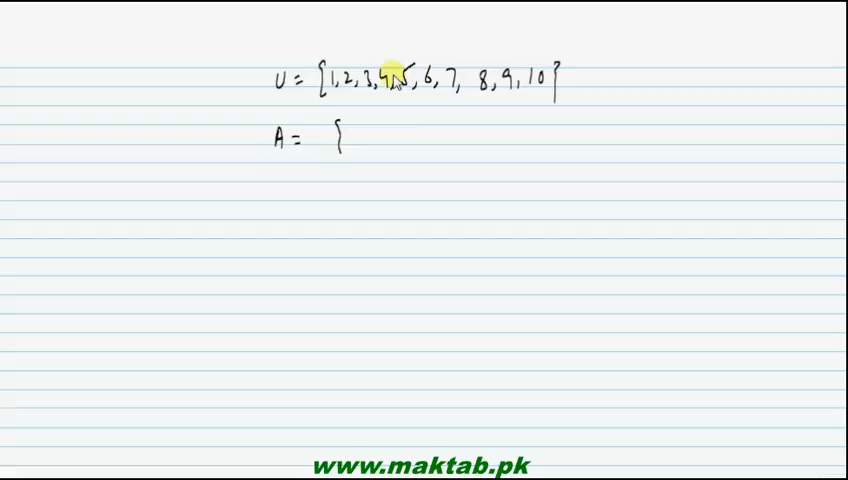 U = {1, 2, 3, 4, 5, 6, 7, 8, 9, 10}
A = {
www.maktab.pk